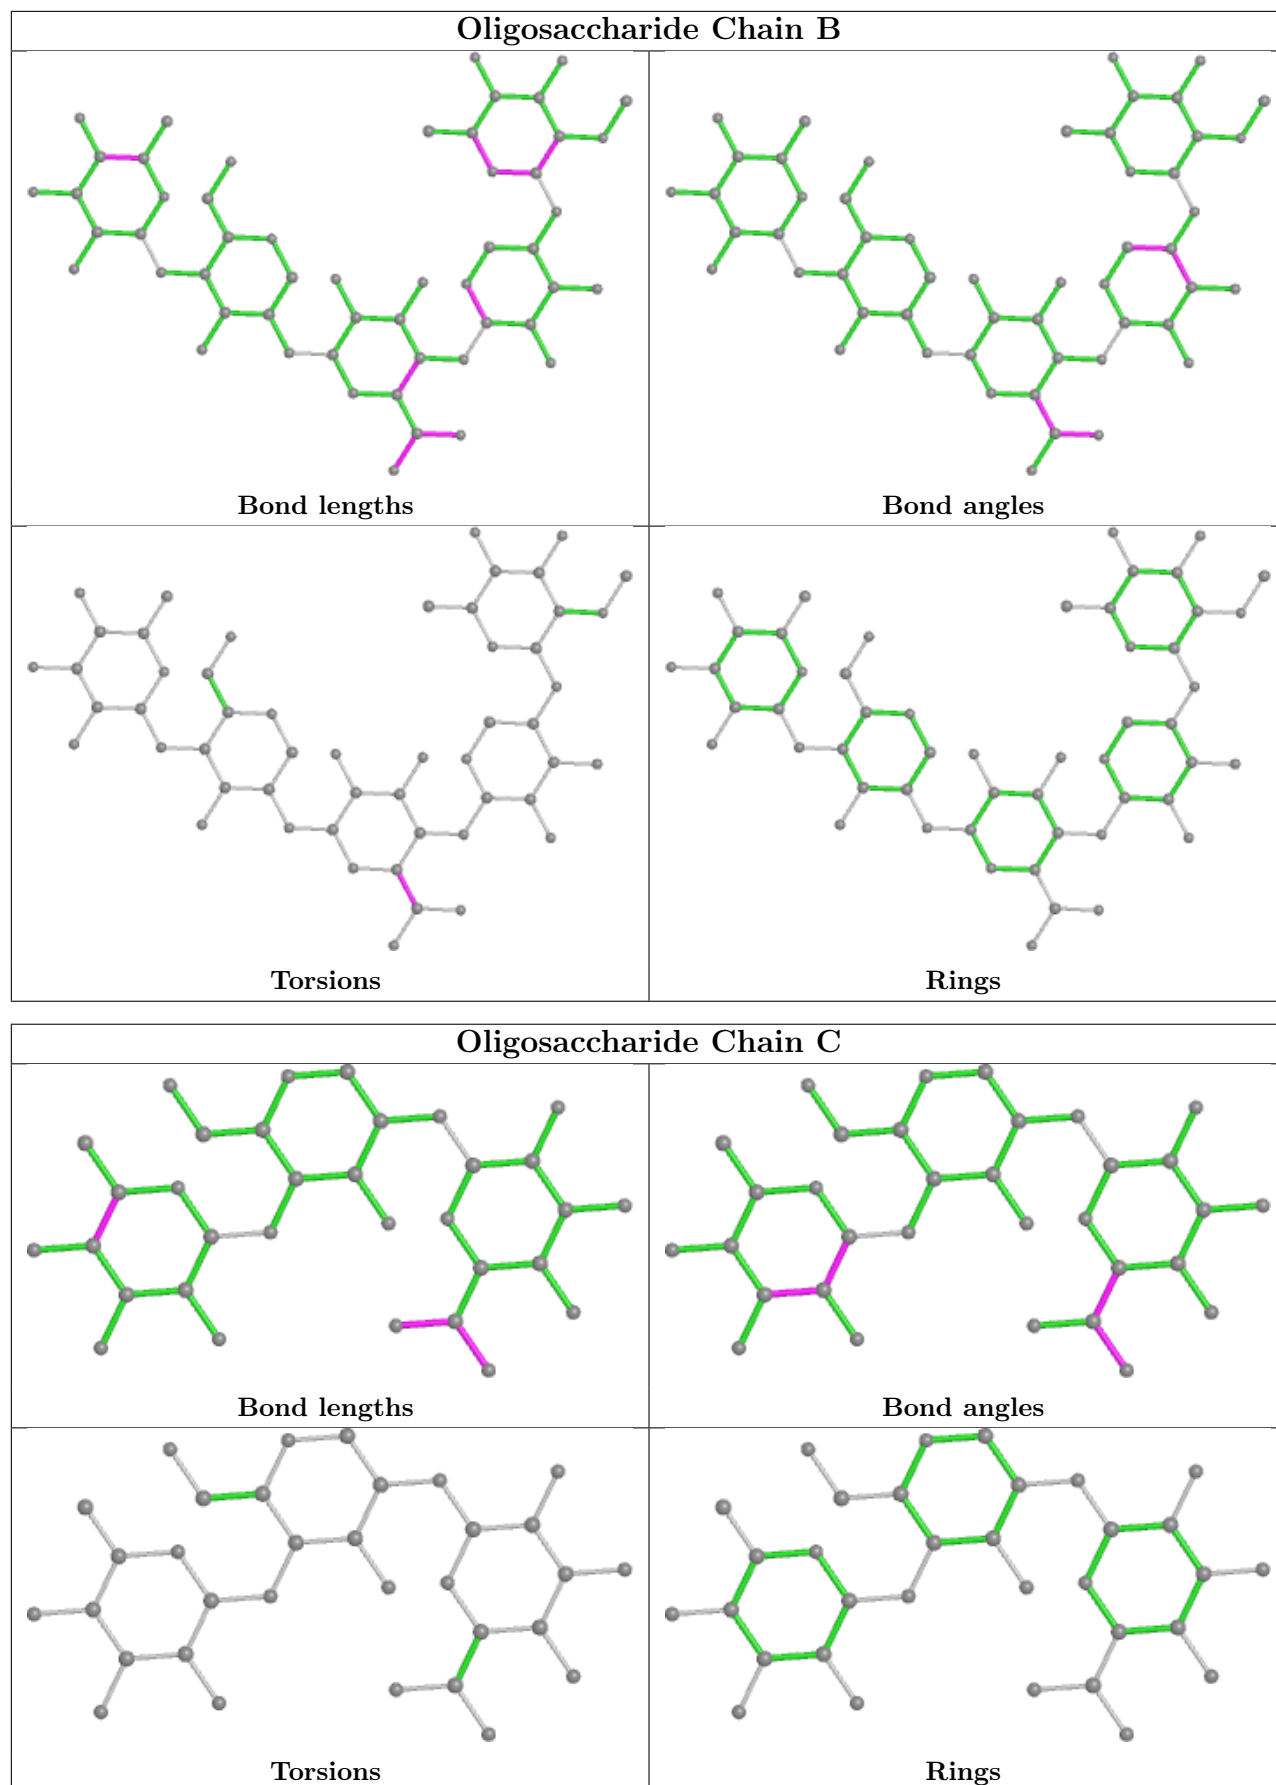 Oligosaccharide Chain B
Bond lengths
Bond angles
Torsions
Rings
Oligosaccharide Chain C
Bond lengths
Bond angles
Torsions
Rings